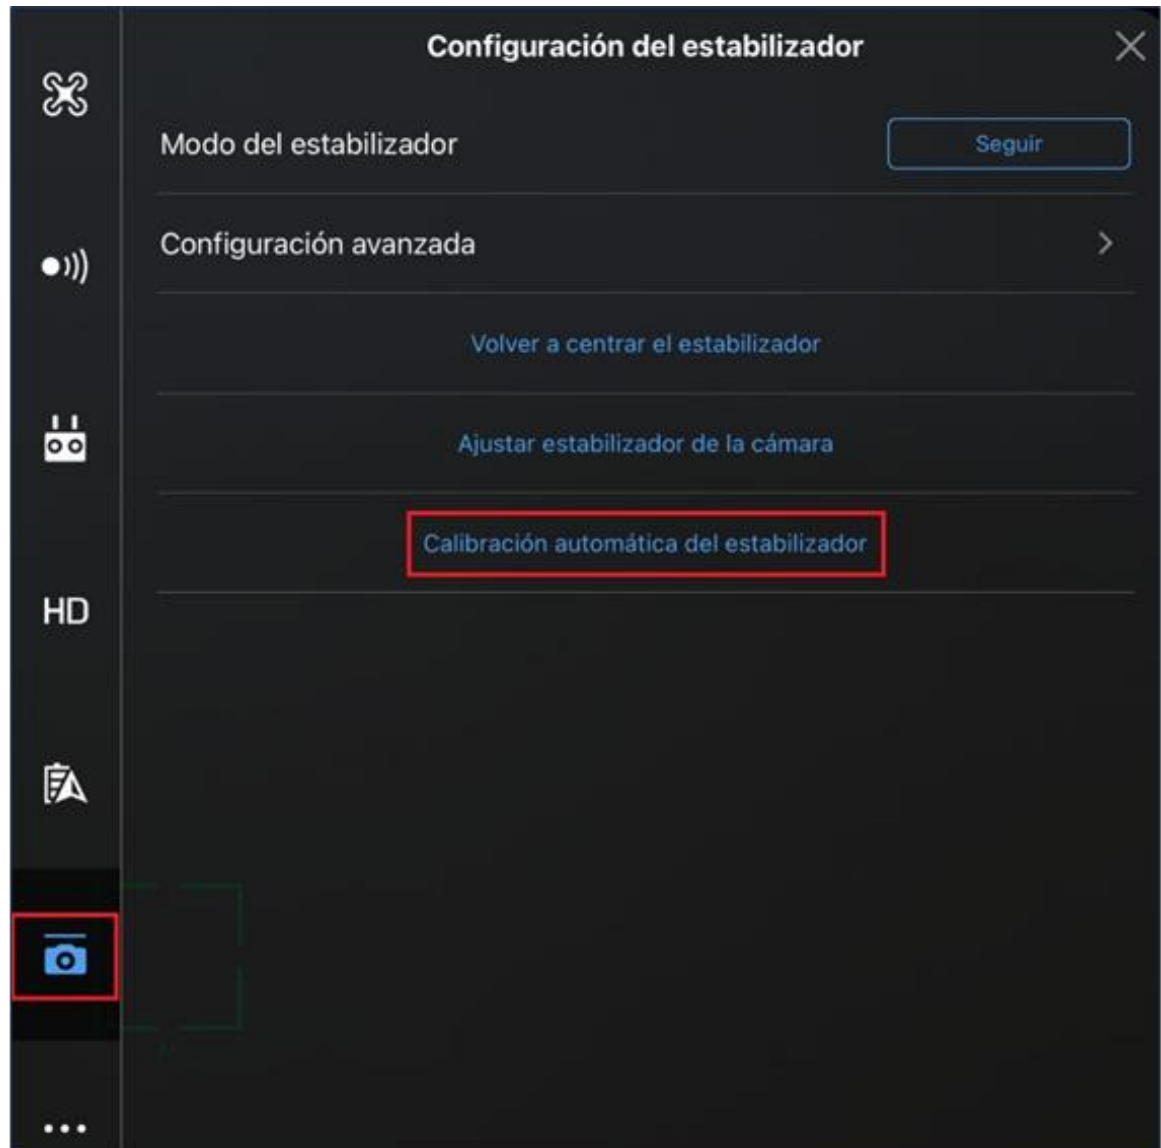 Configuración del estabilizador
Modo del estabilizador
Seguir
Configuración avanzada
Volver a centrar el estabilizador
Ajustar estabilizador de la cámara
Calibración automática del estabilizador
HD